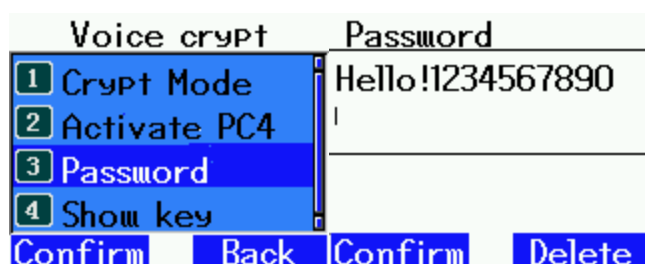 Voice crypt
1 Crypt Mode
2 Activate PC4
3 Password
4 Show key
Confirm Back
Password
Hello!1234567890
Confirm Delete